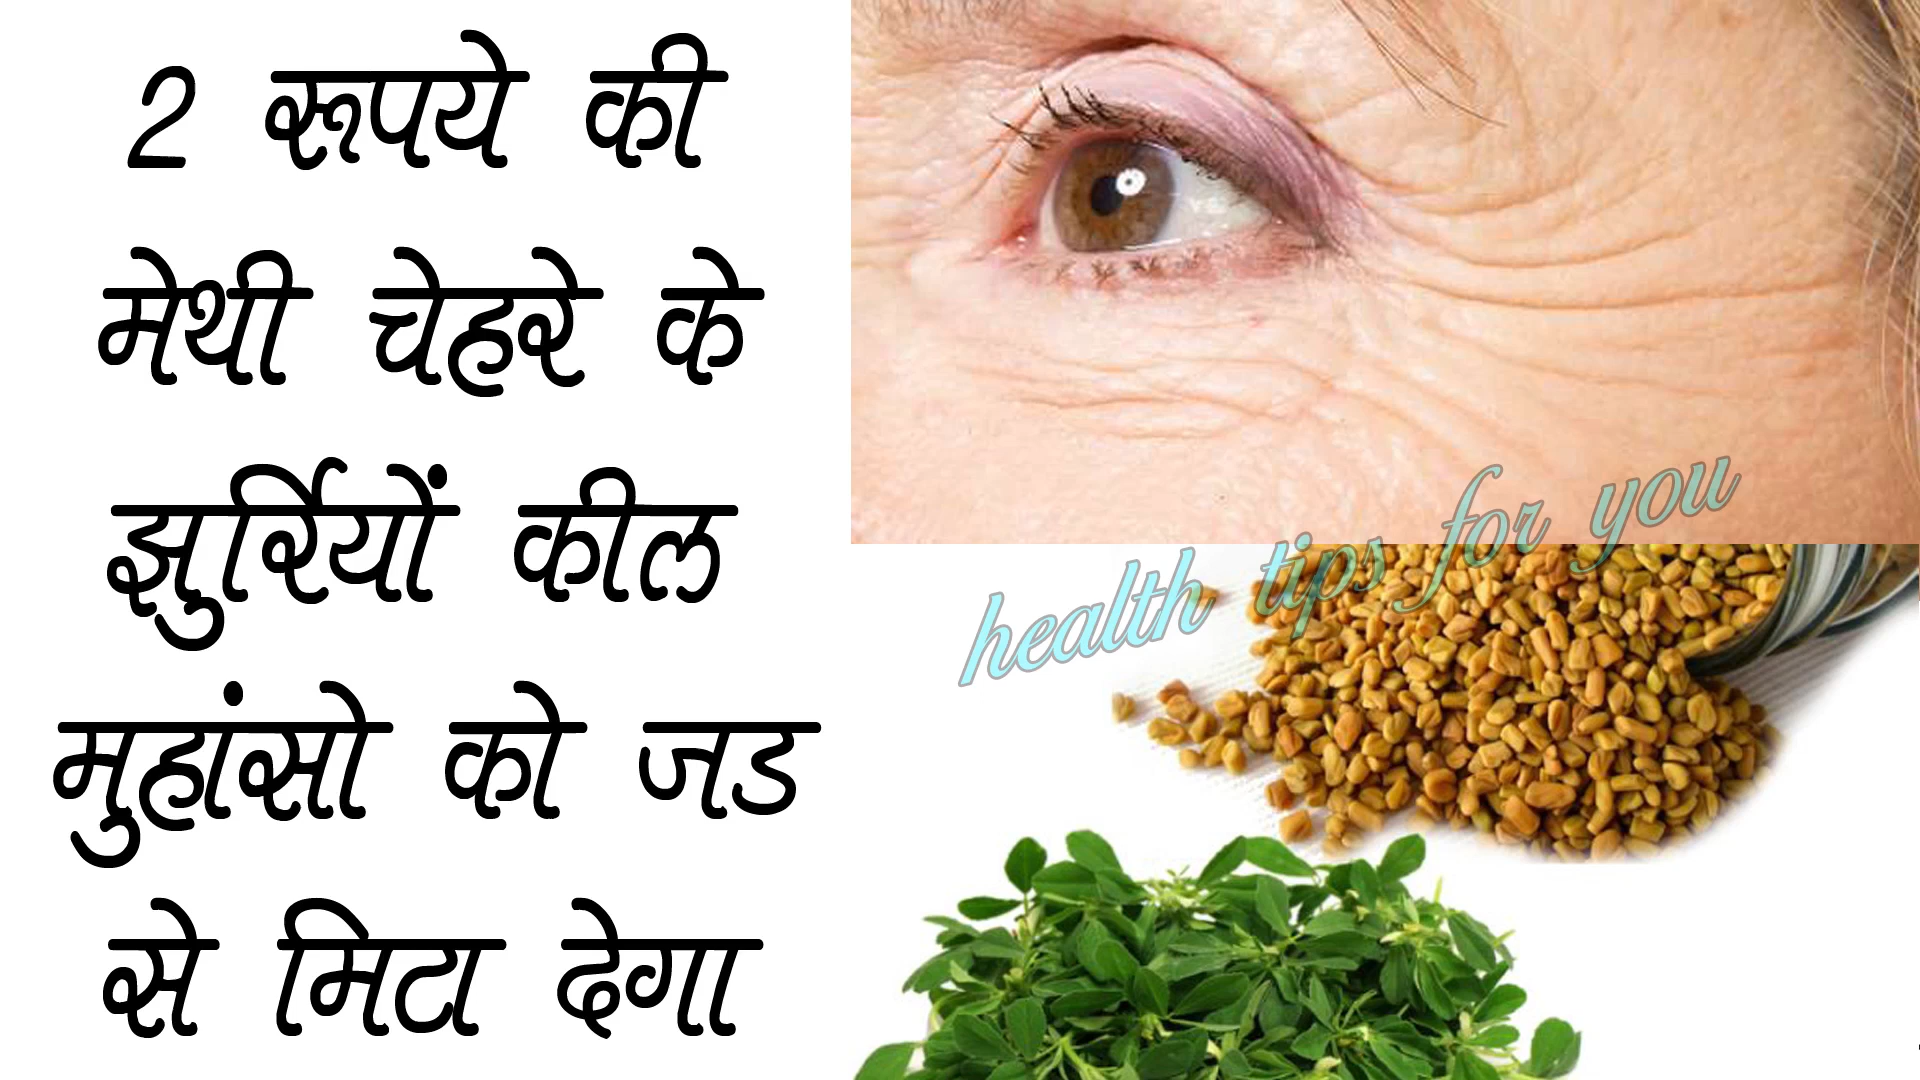 2 रूपये की
मेथी चेहरे के
झुर्रियों कील
मुहांसो को जड
से मिटा देगा
health tips for you